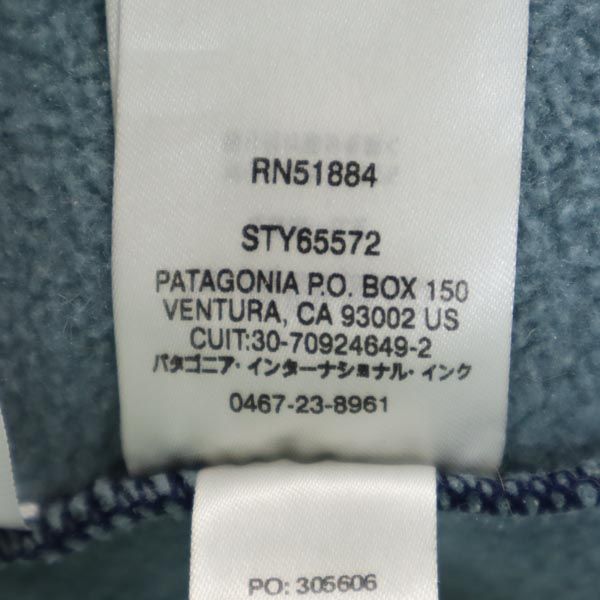 RN51884
STY65572
PATAGONIA P.O. BOX 150
VENTURA, CA 93002 US
CUIT:30-70924649-2
パタゴニア・インターナショナル・インク
0467-23-8961
PO: 305606